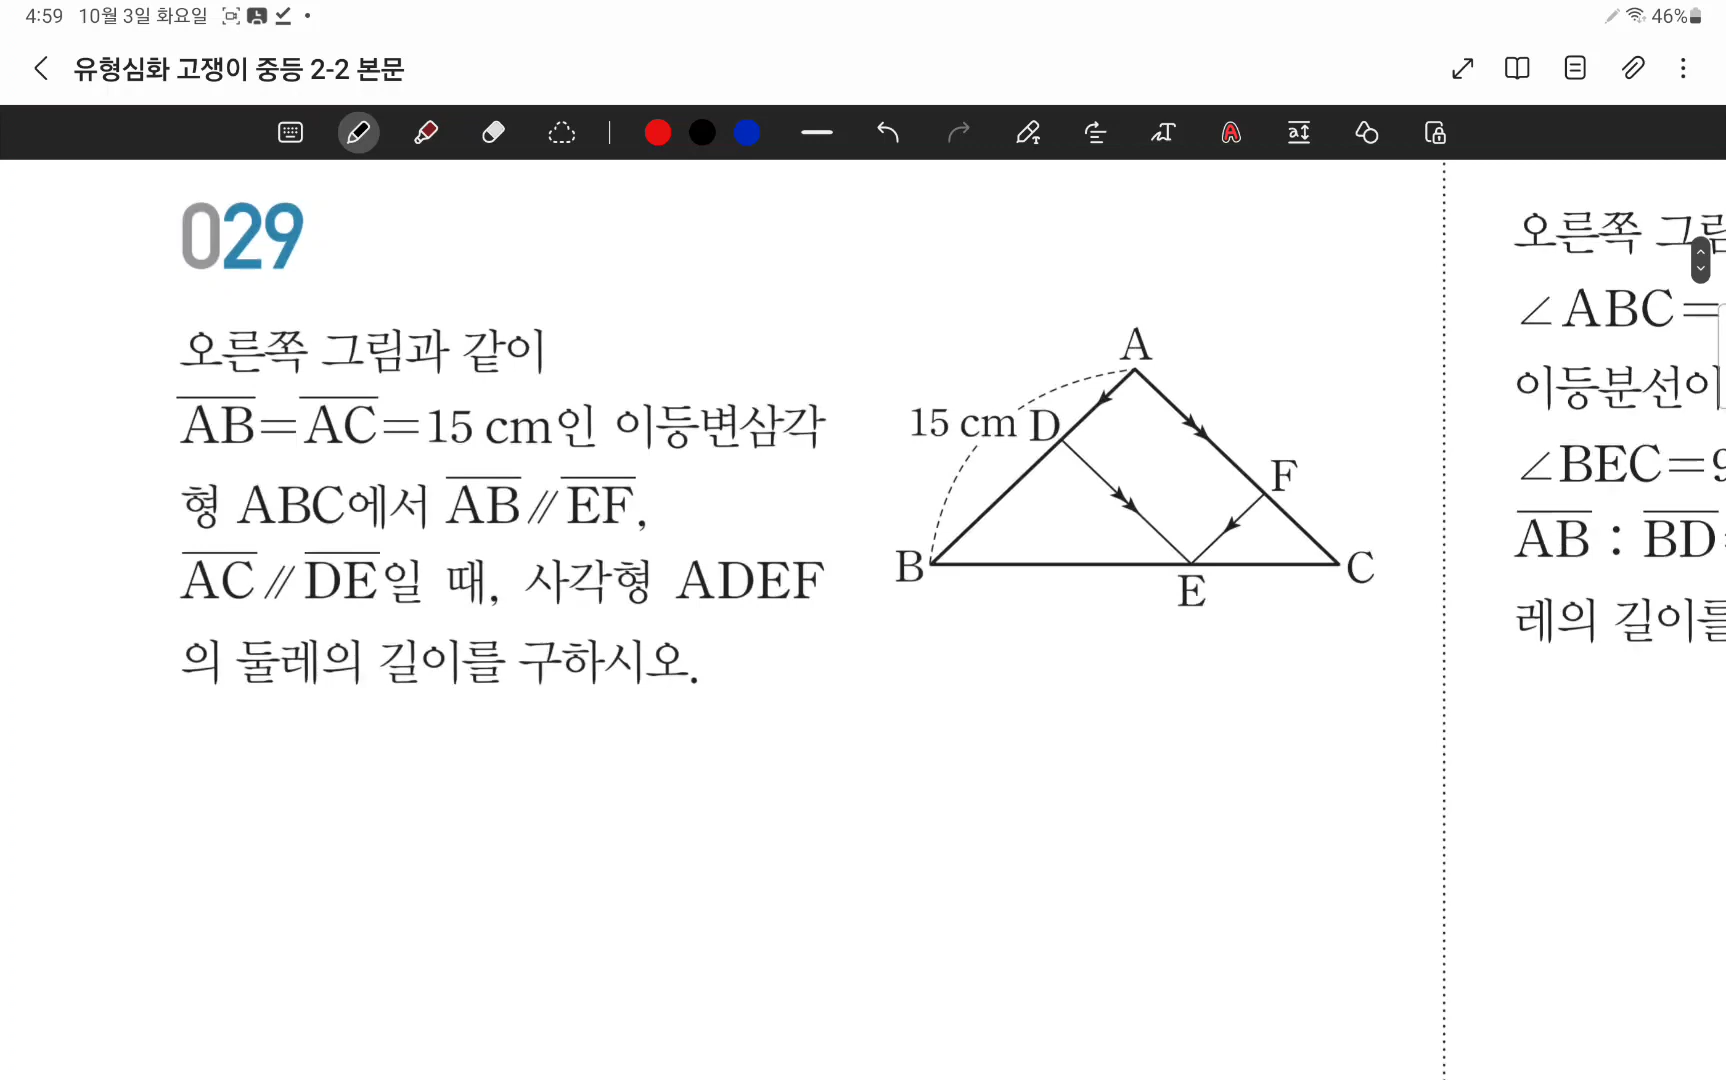 4:59 10월 3일 화요일
46%
유형심화 고쟁이 중등 2-2 본문
029
오른쪽 그림과 같이
AB=AC=15 cm인 이등변삼각
형 ABC에서 AB∥EF,
AC∥DE일 때, 사각형 ADEF
의 둘레의 길이를 구하시오.
A
15 cm D
F
B
E
C
오른쪽 그림
∠ABC=
이등분선이
∠BEC=9
AB : BD=
레의 길이를